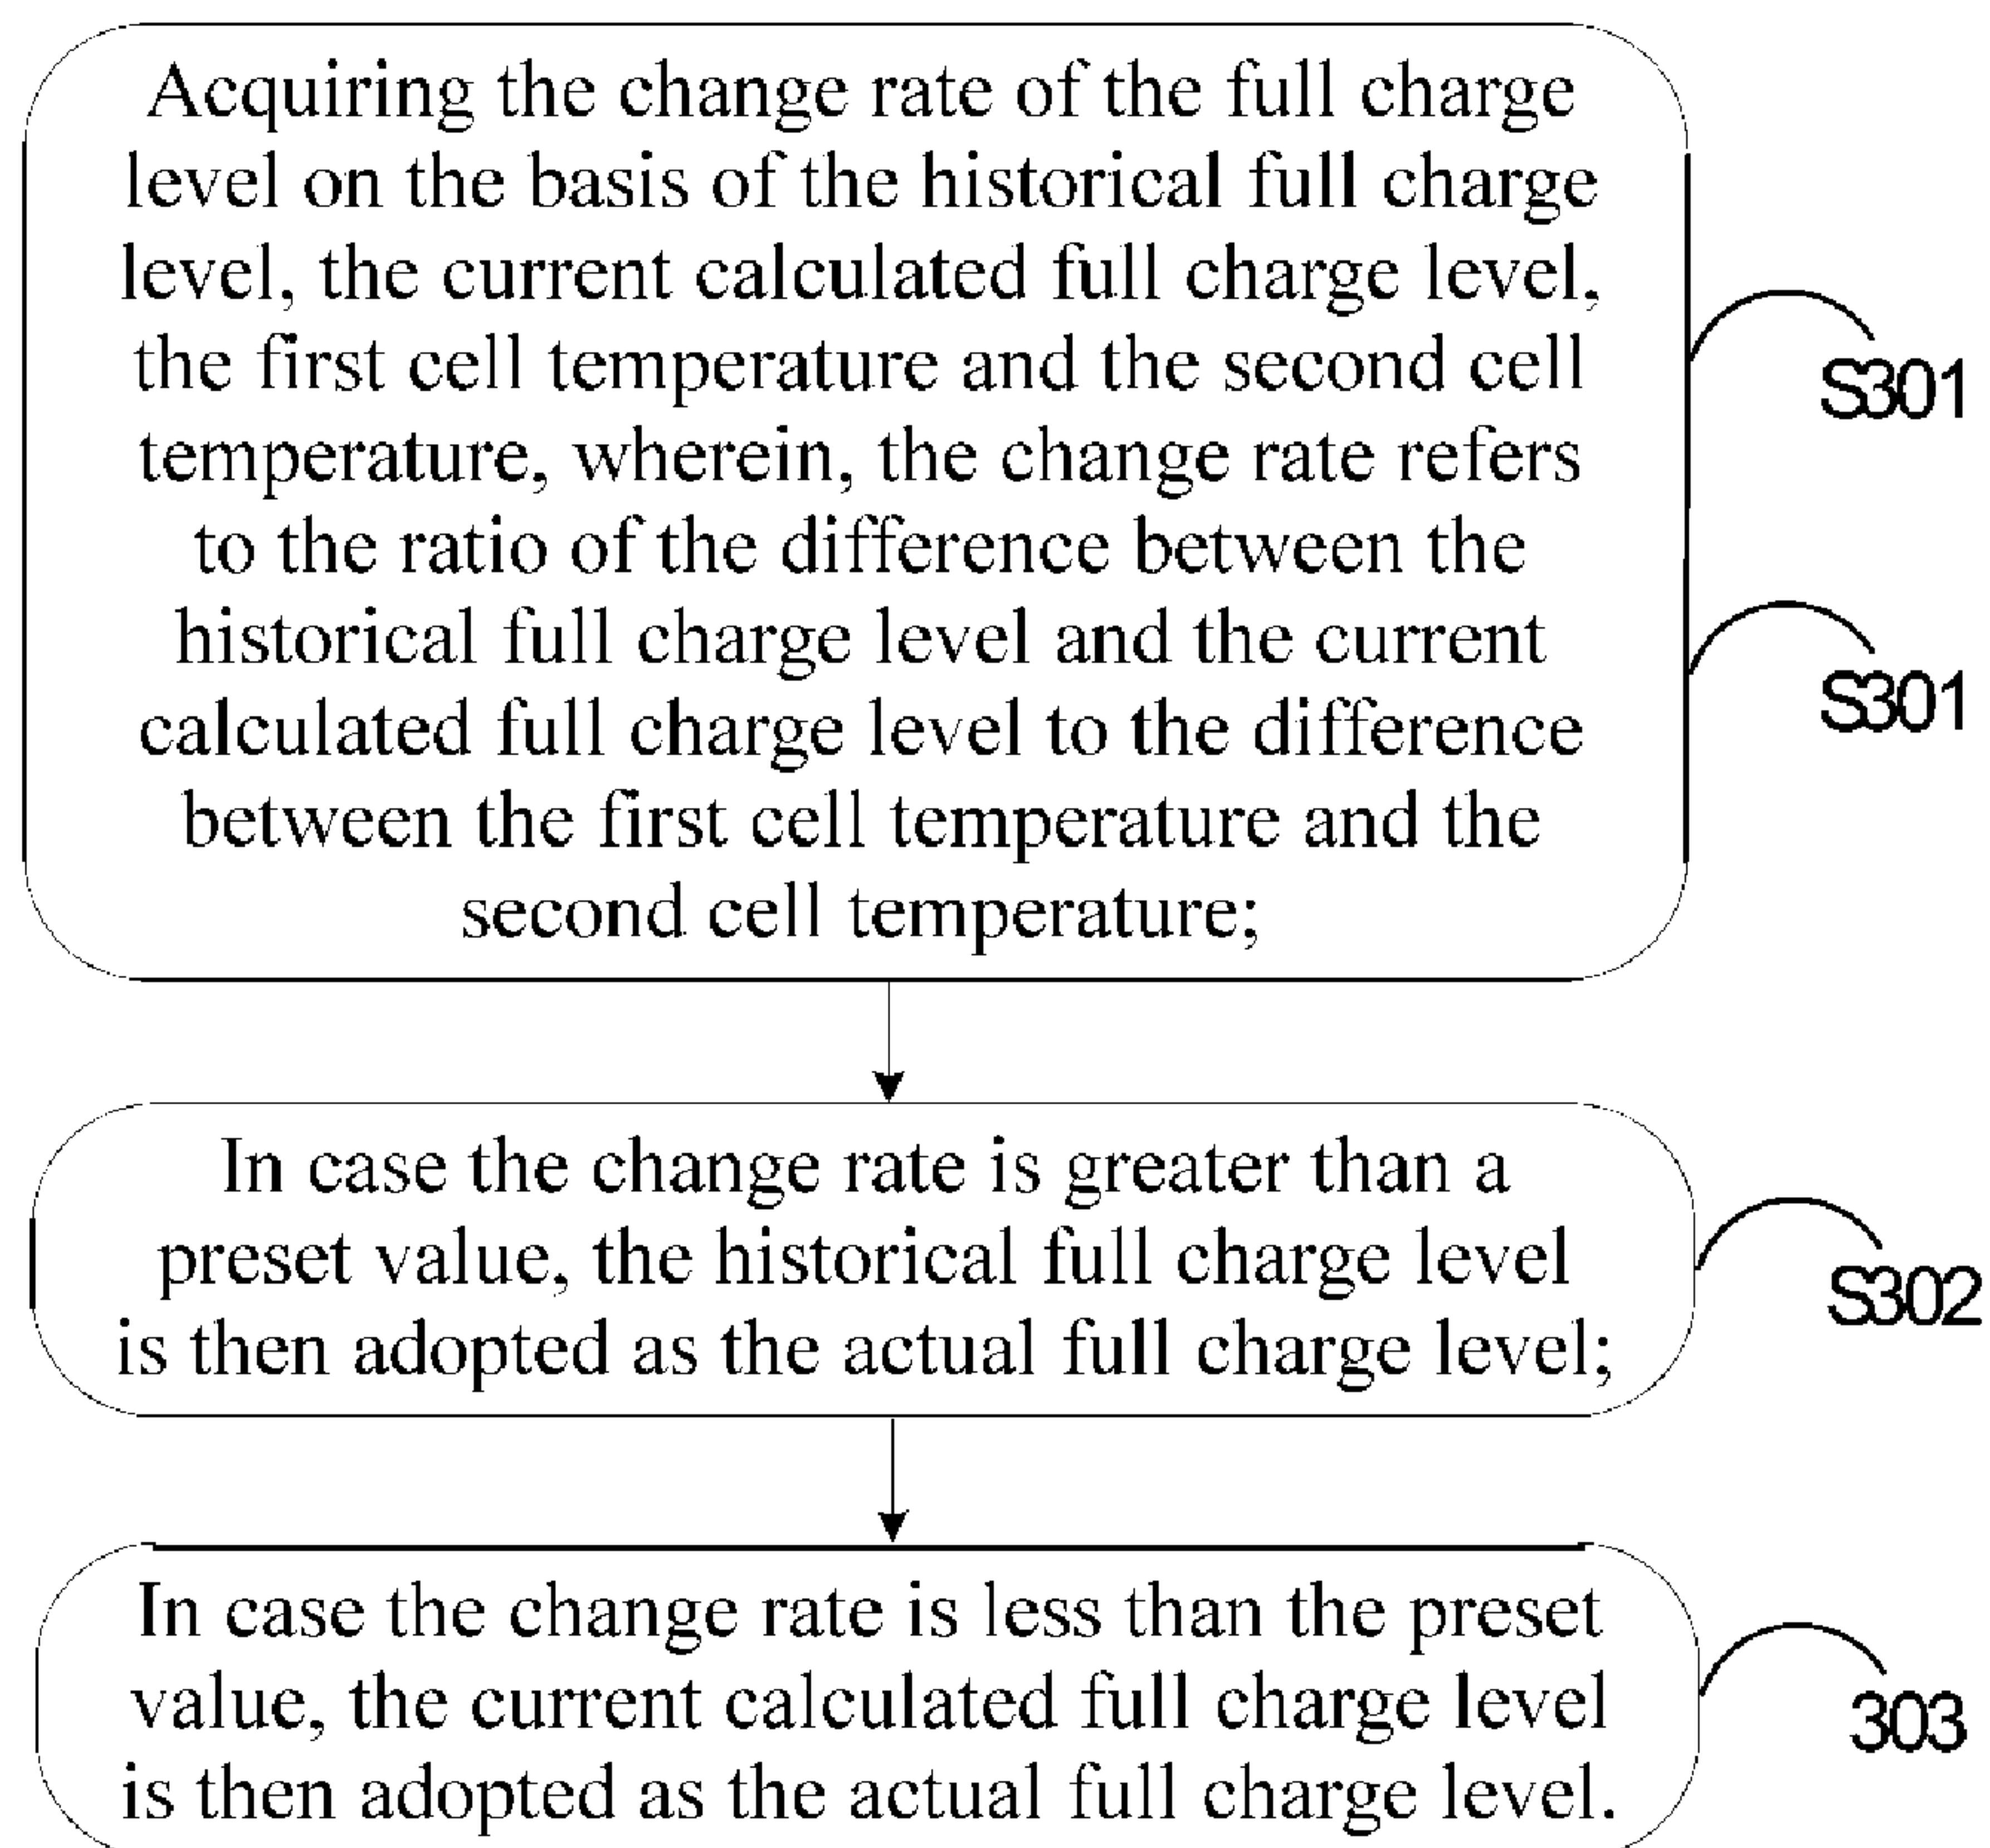 Acquiring the change rate of the full charge
level on the basis of the historical full charge
level, the current calculated full charge level,
the first cell temperature and the second cell
temperature, wherein, the change rate refers
to the ratio of the difference between the
historical full charge level and the current
calculated full charge level to the difference
between the first cell temperature and the
second cell temperature;
S301
S301
In case the change rate is greater than a
preset value, the historical full charge level
is then adopted as the actual full charge level;
S302
In case the change rate is less than the preset
value, the current calculated full charge level
is then adopted as the actual full charge level.
303